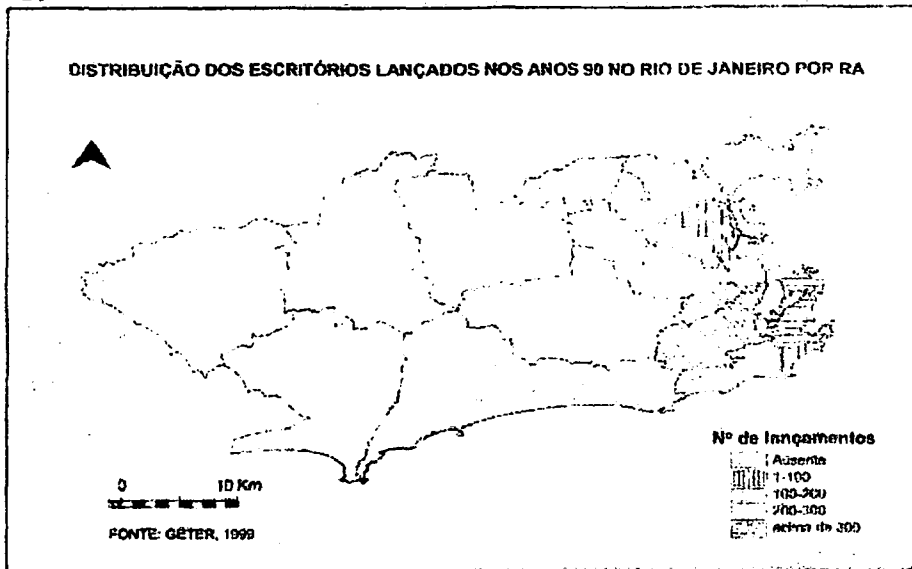 DISTRIBUIÇÃO DOS ESCRITÓRIOS LANÇADOS NOS ANOS 90 NO RIO DE JANEIRO POR RA
Nº de lançamentos
Ausente
1-100
100-200
200-300
acima de 300
0 10 Km
FONTE: GETER, 1999